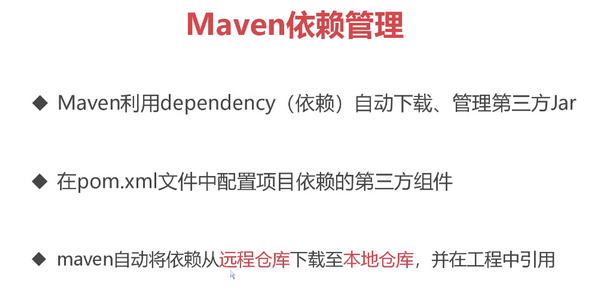 Maven依赖管理
◆ Maven利用dependency（依赖）自动下载、管理第三方Jar
◆ 在pom.xml文件中配置项目依赖的第三方组件
◆ maven自动将依赖从远程仓库下载至本地仓库，并在工程中引用